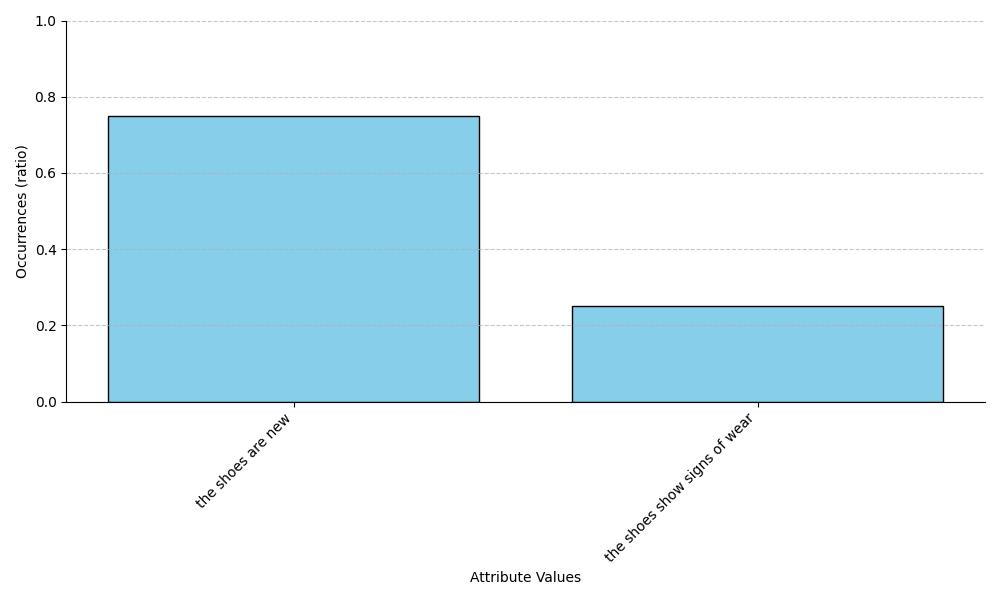 1.0
0.8
0.6
0.4
0.2
0.0
Occurrences (ratio)
the shoes are new
the shoes show signs of wear
Attribute Values